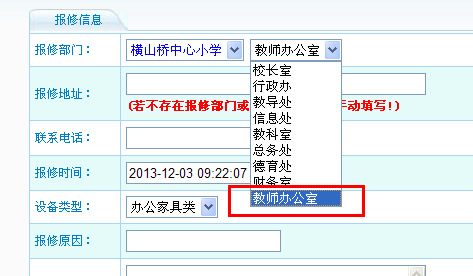 报修信息
报修部门： 横山桥中心小学 教师办公室
校长室
行政办
教导处
信息处
教科室
总务处
德育处
财务室
教师办公室
报修地址：
(若不存在报修部门或 动填写!)
联系电话：
报修时间： 2013-12-03 09:22:07
设备类型： 办公家具类
报修原因：